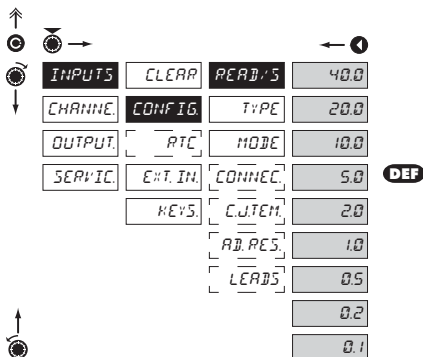 C
INPUTS CLEAR READ/S 40.0
CHANNE. CONFIG. TYPE 20.0
OUTPUT. RTC MODE 10.0
SERVIC. EXT. IN. CONNEC. 5.0 DEF
KEYS. C.J.TEM. 2.0
AD. RES. 1.0
LEADS 0.5
0.2
0.1